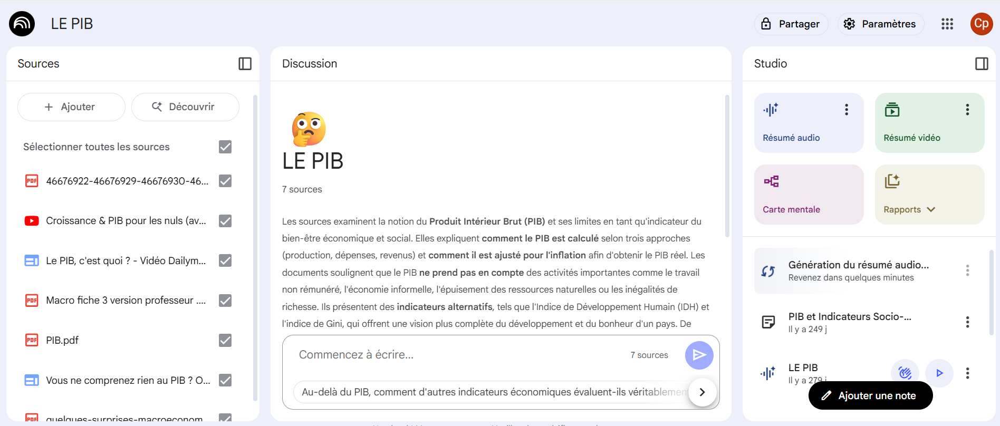 LE PIB
Partager
Paramètres
Cp
Sources
Ajouter
Découvrir
Sélectionner toutes les sources
PDF
46676922-46676929-46676930-46...
Croissance & PIB pour les nuls (av...
Le PIB, c'est quoi ? - Vidéo Dailym...
PDF
Macro fiche 3 version professeur ....
PDF
PIB.pdf
Vous ne comprenez rien au PIB ? O...
PDF
quelques-surprises-macroeconom...
Discussion
LE PIB
7 sources
Les sources examinent la notion du Produit Intérieur Brut (PIB) et ses limites en tant qu'indicateur du
bien-être économique et social. Elles expliquent comment le PIB est calculé selon trois approches
(production, dépenses, revenus) et comment il est ajusté pour l'inflation afin d'obtenir le PIB réel. Les
documents soulignent que le PIB ne prend pas en compte des activités importantes comme le travail
non rémunéré, l'économie informelle, l'épuisement des ressources naturelles ou les inégalités de
richesse. Ils présentent des indicateurs alternatifs, tels que l'Indice de Développement Humain (IDH) et
l'indice de Gini, qui offrent une vision plus complète du développement et du bonheur d'un pays. De
Commencez à écrire...
7 sources
Au-delà du PIB, comment d'autres indicateurs économiques évaluent-ils véritablemen
Studio
Résumé audio
Résumé vidéo
Carte mentale
Rapports
Génération du résumé audio...
Revenez dans quelques minutes
PIB et Indicateurs Socio-...
Il y a 249 j
LE PIB
Il y a 279 j
Ajouter une note